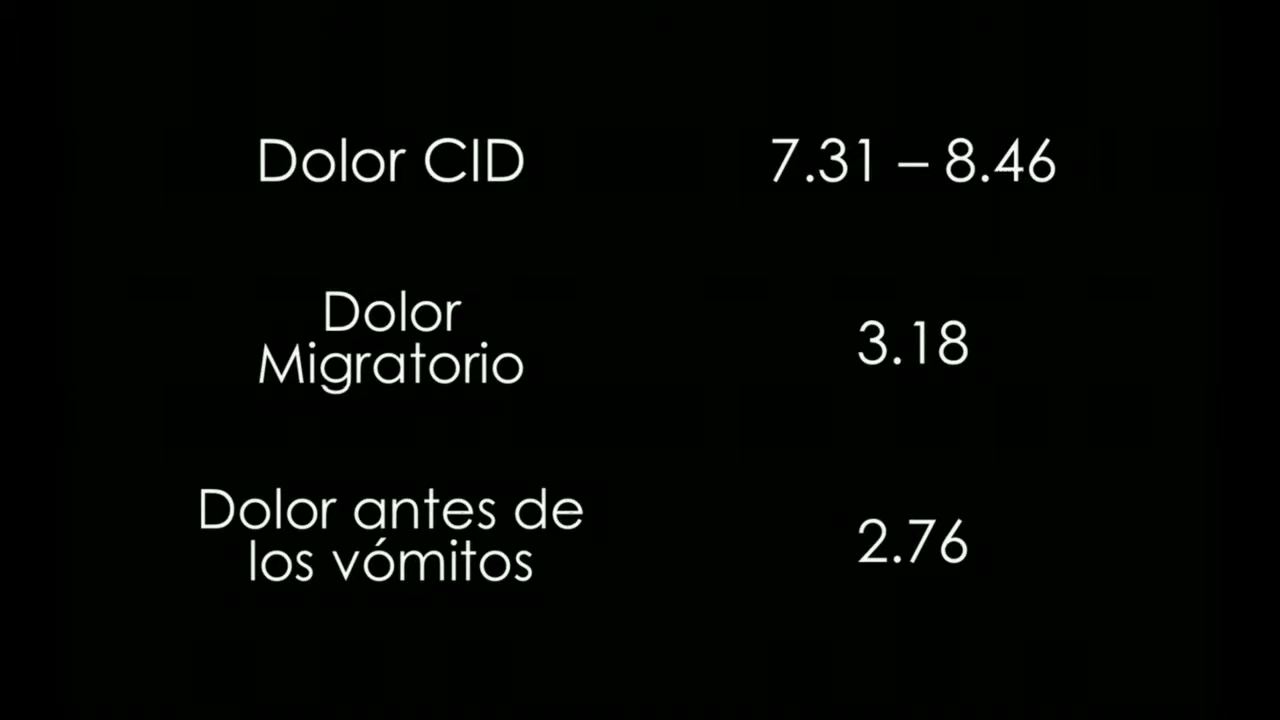 Dolor CID 7.31 – 8.46
Dolor
Migratorio
3.18
Dolor antes de
los vómitos
2.76